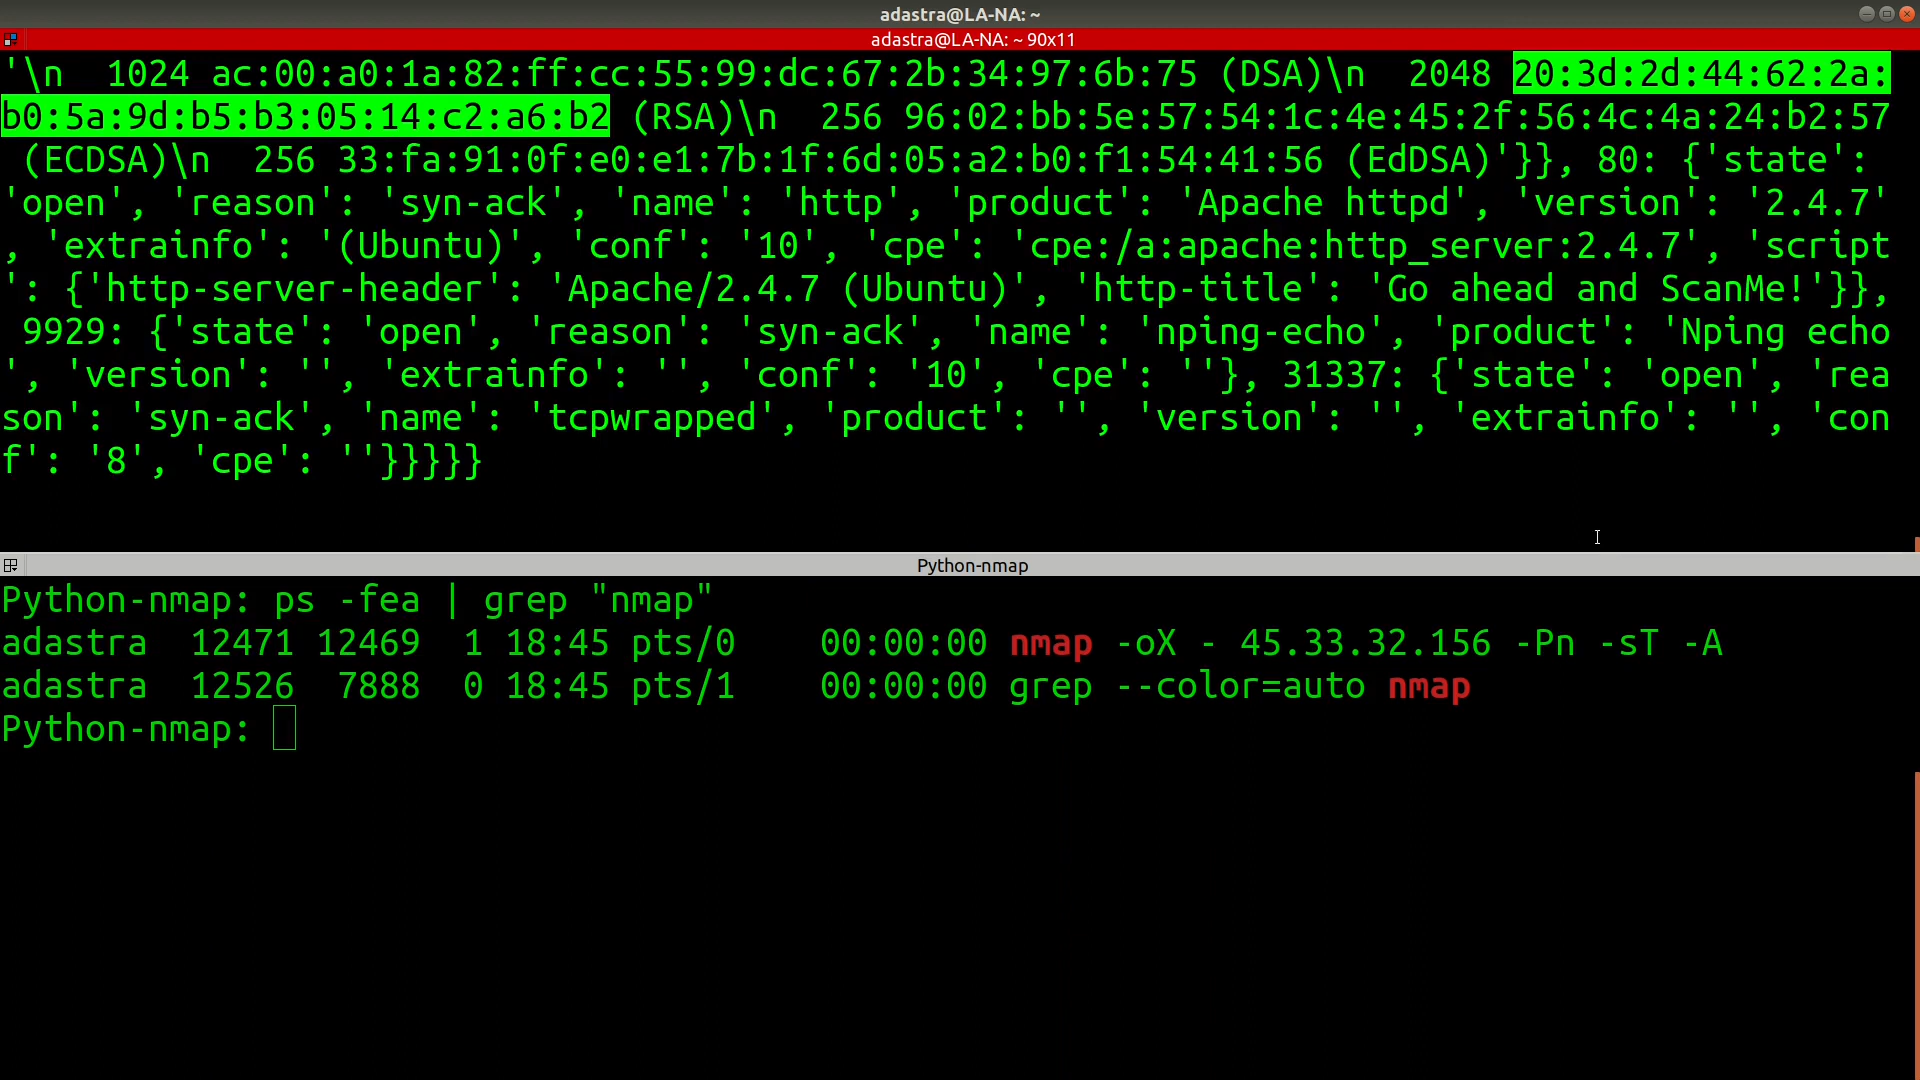 adastra@LA-NA: ~
adastra@LA-NA: ~ 90x11
'\n  1024 ac:00:a0:1a:82:ff:cc:55:99:dc:67:2b:34:97:6b:75 (DSA)\n  2048 20:3d:2d:44:62:2a:
b0:5a:9d:b5:b3:05:14:c2:a6:b2 (RSA)\n  256 96:02:bb:5e:57:54:1c:4e:45:2f:56:4c:4a:24:b2:57
 (ECDSA)\n  256 33:fa:91:0f:e0:e1:7b:1f:6d:05:a2:b0:f1:54:41:56 (EdDSA)'}}, 80: {'state':
'open', 'reason': 'syn-ack', 'name': 'http', 'product': 'Apache httpd', 'version': '2.4.7'
, 'extrainfo': '(Ubuntu)', 'conf': '10', 'cpe': 'cpe:/a:apache:http_server:2.4.7', 'script
': {'http-server-header': 'Apache/2.4.7 (Ubuntu)', 'http-title': 'Go ahead and ScanMe!'}},
 9929: {'state': 'open', 'reason': 'syn-ack', 'name': 'nping-echo', 'product': 'Nping echo
', 'version': '', 'extrainfo': '', 'conf': '10', 'cpe': ''}, 31337: {'state': 'open', 'rea
son': 'syn-ack', 'name': 'tcpwrapped', 'product': '', 'version': '', 'extrainfo': '', 'con
f': '8', 'cpe': ''}}}}}
Python-nmap
Python-nmap: ps -fea | grep "nmap"
adastra  12471 12469  1 18:45 pts/0    00:00:00 nmap -oX - 45.33.32.156 -Pn -sT -A
adastra  12526  7888  0 18:45 pts/1    00:00:00 grep --color=auto nmap
Python-nmap: